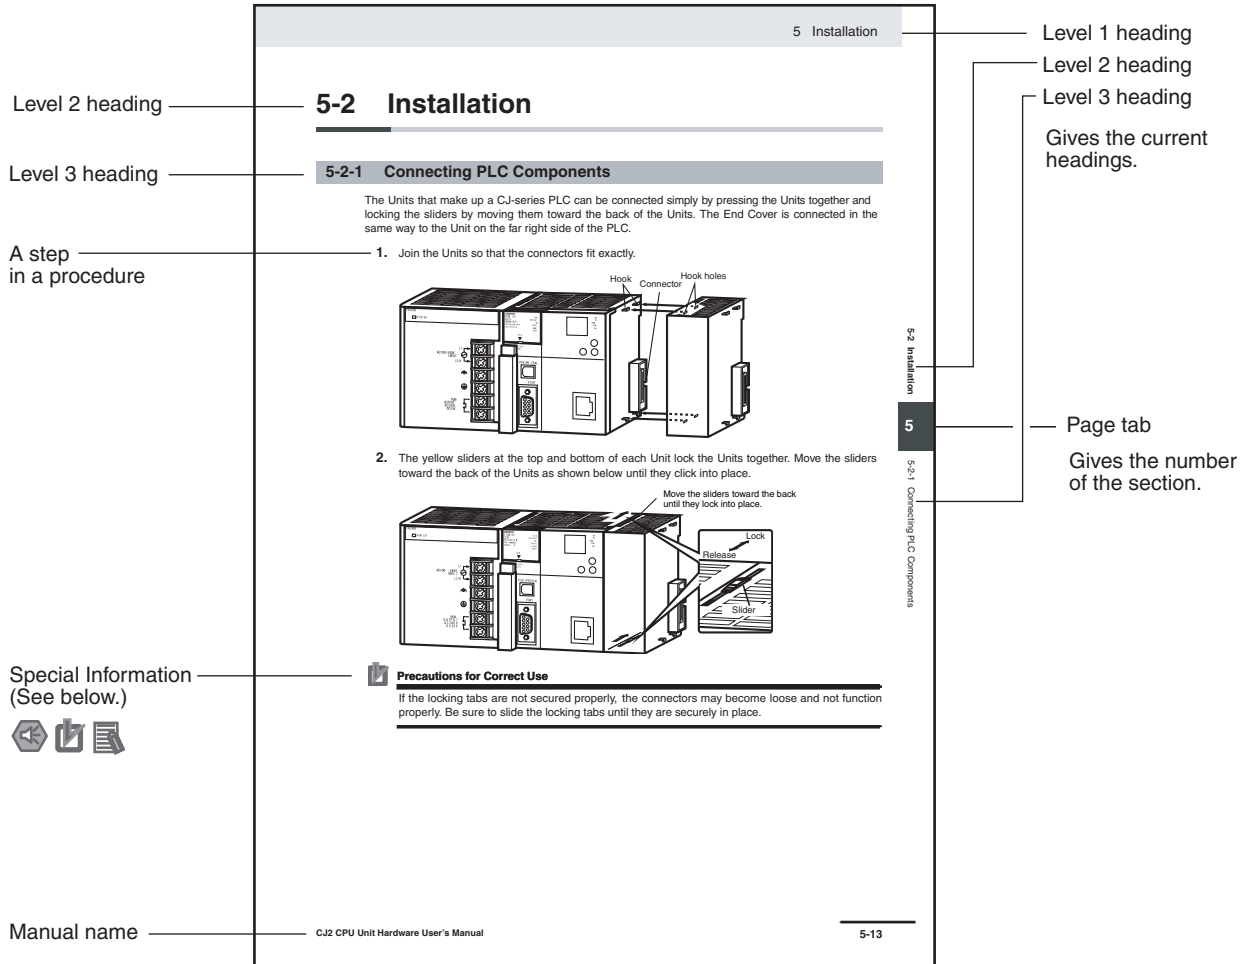 5 Installation
Level 1 heading
Level 2 heading
Level 3 heading
Gives the current
headings.
Level 2 heading
5-2 Installation
Level 3 heading
5-2-1 Connecting PLC Components
The Units that make up a CJ-series PLC can be connected simply by pressing the Units together and
locking the sliders by moving them toward the back of the Units. The End Cover is connected in the
same way to the Unit on the far right side of the PLC.
A step
in a procedure
1. Join the Units so that the connectors fit exactly.
Hook
Connector
Hook holes
5-2 Installation
5
Page tab
Gives the number
of the section.
5-2-1 Connecting PLC Components
2. The yellow sliders at the top and bottom of each Unit lock the Units together. Move the sliders
toward the back of the Units as shown below until they click into place.
Move the sliders toward the back
until they lock into place.
Lock
Release
Slider
Special Information
(See below.)
Precautions for Correct Use
If the locking tabs are not secured properly, the connectors may become loose and not function
properly. Be sure to slide the locking tabs until they are securely in place.
Manual name
CJ2 CPU Unit Hardware User's Manual
5-13